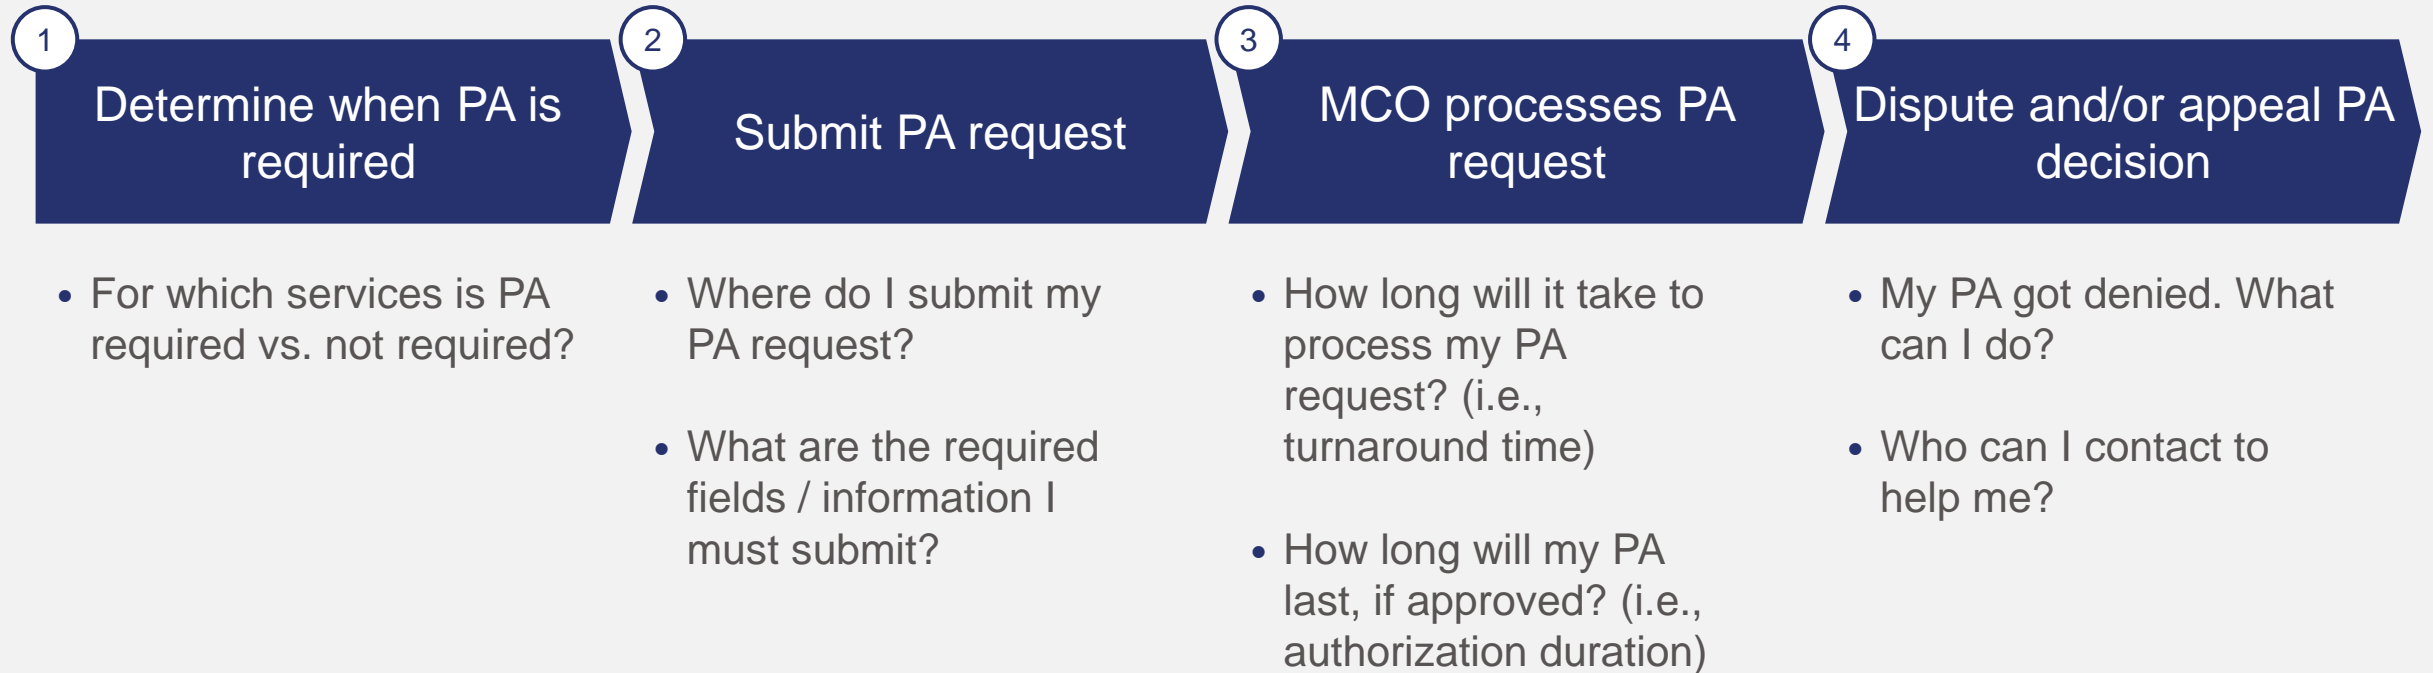 1
Determine when PA is
required
2
Submit PA request
3
MCO processes PA
request
4
Dispute and/or appeal PA
decision
• For which services is PA
required vs. not required?
• Where do I submit my
PA request?
• What are the required
fields / information I
must submit?
• How long will it take to
process my PA
request? (i.e.,
turnaround time)
• How long will my PA
last, if approved? (i.e.,
authorization duration)
• My PA got denied. What
can I do?
• Who can I contact to
help me?